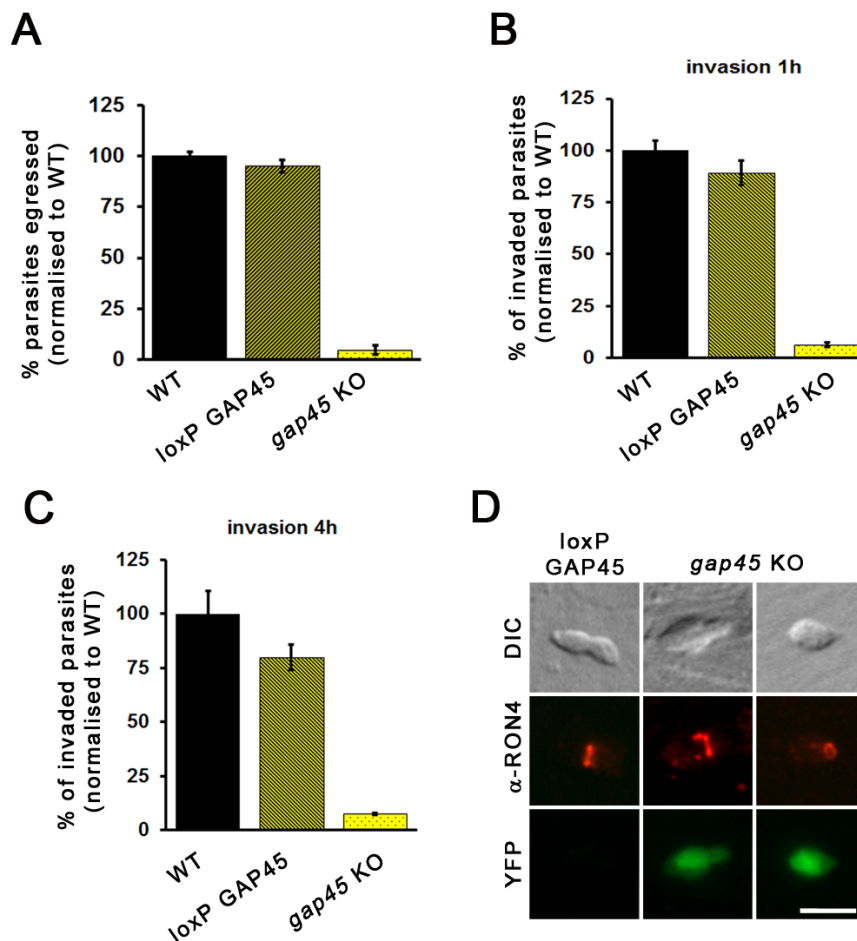 A
% parasites egressed
(normalised to WT)
125
100
75
50
25
0
WT
loxP GAP45
gap45 KO
B
invasion 1h
% of invaded parasites
(normalised to WT)
125
100
75
50
25
0
WT
loxP GAP45
gap45 KO
C
invasion 4h
% of invaded parasites
(normalised to WT)
125
100
75
50
25
0
WT
loxP GAP45
gap45 KO
D
loxP
GAP45
gap45 KO
DIC
α-RON4
YFP